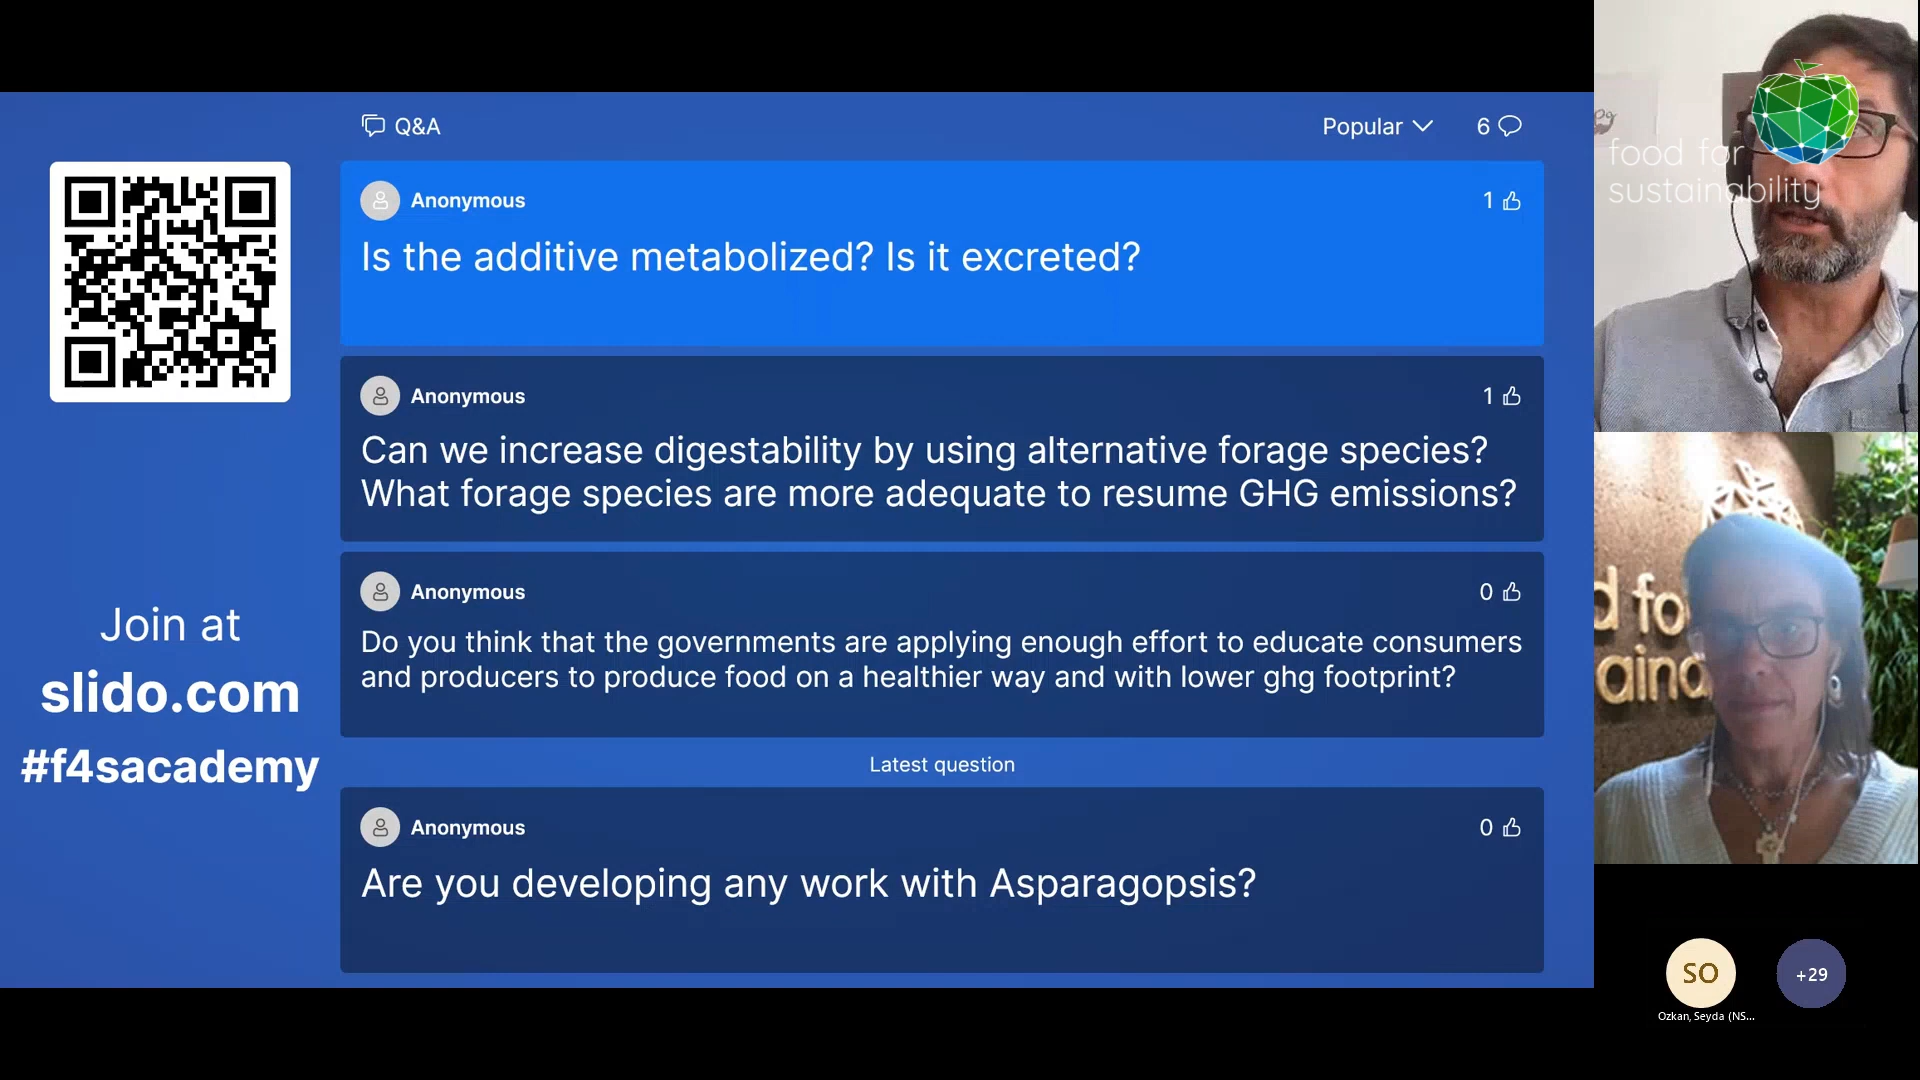 Q&A
Popular
6
Anonymous
1
Is the additive metabolized? Is it excreted?
Anonymous
1
Can we increase digestability by using alternative forage species?
What forage species are more adequate to resume GHG emissions?
Anonymous
0
Do you think that the governments are applying enough effort to educate consumers
and producers to produce food on a healthier way and with lower ghg footprint?
Latest question
Anonymous
0
Are you developing any work with Asparagopsis?
Join at
slido.com
#f4sacademy
food for
sustainability
d fo
aina
SO
+29
Ozkan, Seyda (NS...